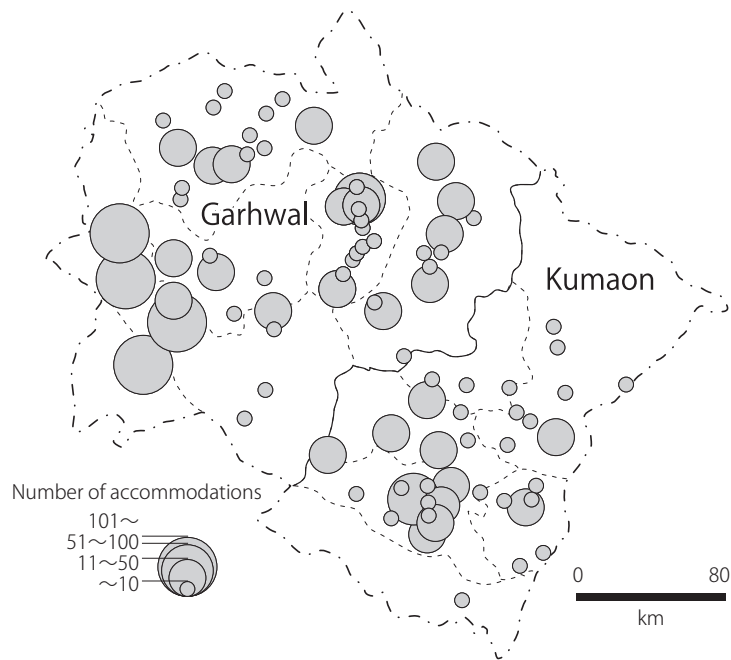 Garhwal
Kumaon
Number of accommodations
101～
51～100
11～50
～10
0 80
km